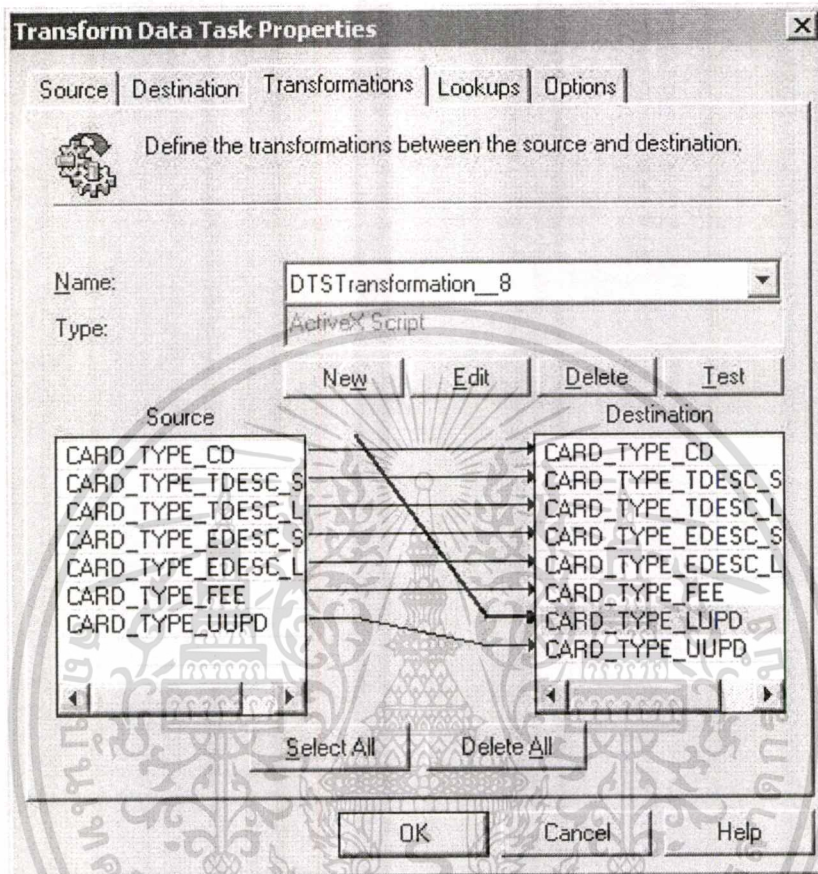 Transform Data Task Properties
Source Destination Transformations Lookups Options
Define the transformations between the source and destination.
Name: DTSTransformation__8
Type: ActiveX Script
New Edit Delete Test
Source Destination
CARD_TYPE_CD CARD_TYPE_CD
CARD_TYPE_TDESC_S CARD_TYPE_TDESC_S
CARD_TYPE_TDESC_L CARD_TYPE_TDESC_L
CARD_TYPE_EDESC_S CARD_TYPE_EDESC_S
CARD_TYPE_EDESC_L CARD_TYPE_EDESC_L
CARD_TYPE_FEE CARD_TYPE_FEE
CARD_TYPE_UUPD CARD_TYPE_LUPD
CARD_TYPE_UUPD
Select All Delete All
OK Cancel Help